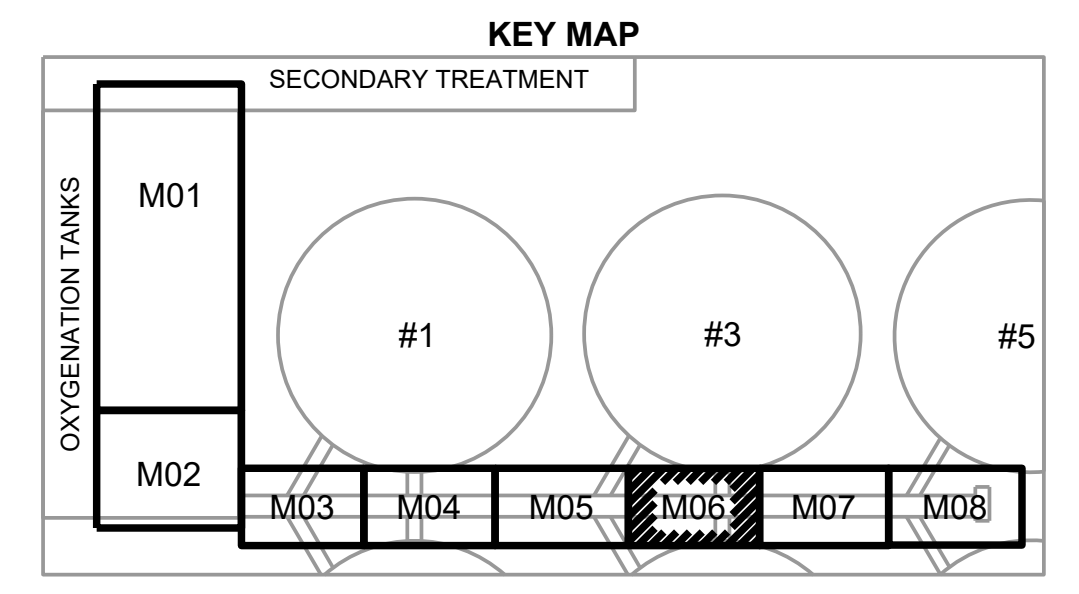 KEY MAP
SECONDARY TREATMENT
OXYGENATION TANKS
M01
#1
#3
#5
M02
M03
M04
M05
M06
M07
M08